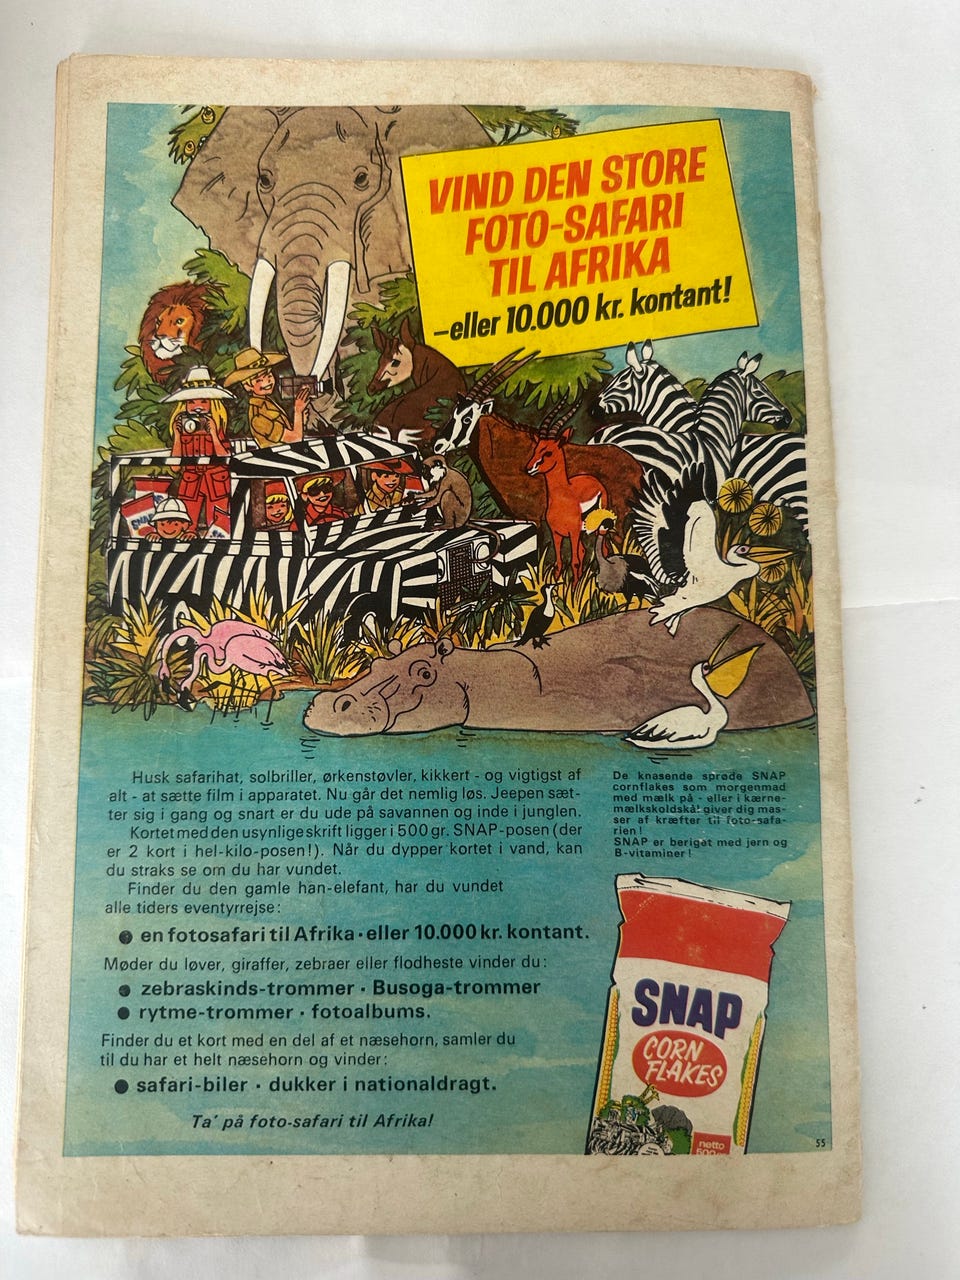 VIND DEN STORE
FOTO-SAFARI
TIL AFRIKA
-eller 10.000 kr. kontant!
SNAP
Husk safarihat, solbriller, ørkenstøvler, kikkert - og vigtigst af
alt - at sætte film i apparatet. Nu går det nemlig løs. Jeepen sæt-
ter sig i gang og snart er du ude på savannen og inde i junglen.
Kortet med den usynlige skrift ligger i 500 gr. SNAP-posen (der
er 2 kort i hel-kilo-posen!). Når du dypper kortet i vand, kan
du straks se om du har vundet.
Finder du den gamle han-elefant, har du vundet
alle tiders eventyrrejse:
● en fotosafari til Afrika · eller 10.000 kr. kontant.
Møder du løver, giraffer, zebraer eller flodheste vinder du:
● zebraskinds-trommer · Busoga-trommer
● rytme-trommer · fotoalbums.
Finder du et kort med en del af et næsehorn, samler du
til du har et helt næsehorn og vinder:
● safari-biler · dukker i nationaldragt.
Ta' på foto-safari til Afrika!
De knasende sprøde SNAP
cornflakes som morgenmad
med mælk på - eller i kærne-
mælkskoldskål giver dig mas-
ser af kræfter til foto-safa-
rien!
SNAP er beriget med jern og
B-vitaminer!
SNAP
CORN
FLAKES
netto
500
55